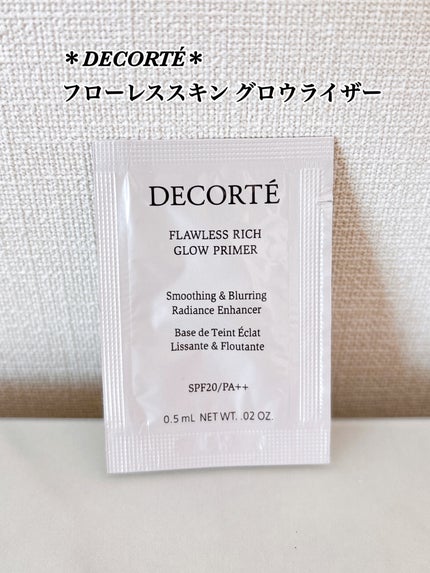 ＊DECORTÉ＊
フローレススキン グロウライザー
DECORTÉ
FLAWLESS RICH
GLOW PRIMER
Smoothing & Blurring
Radiance Enhancer
Base de Teint Éclat
Lissante & Floutante
SPF20/PA++
0.5 mL NET WT. .02 OZ.